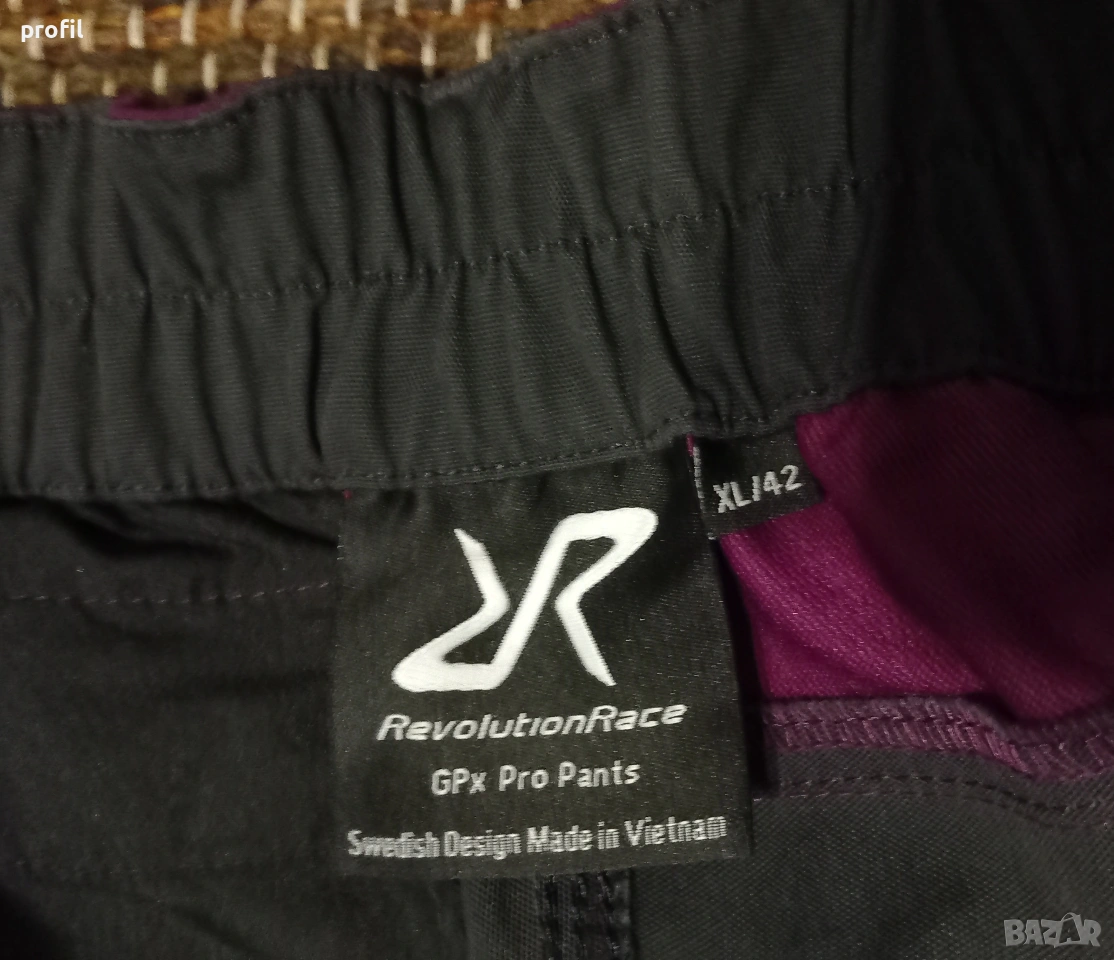 profil
XL/42
RevolutionRace
GPx Pro Pants
Swedish Design Made in Vietnam
BAZAR